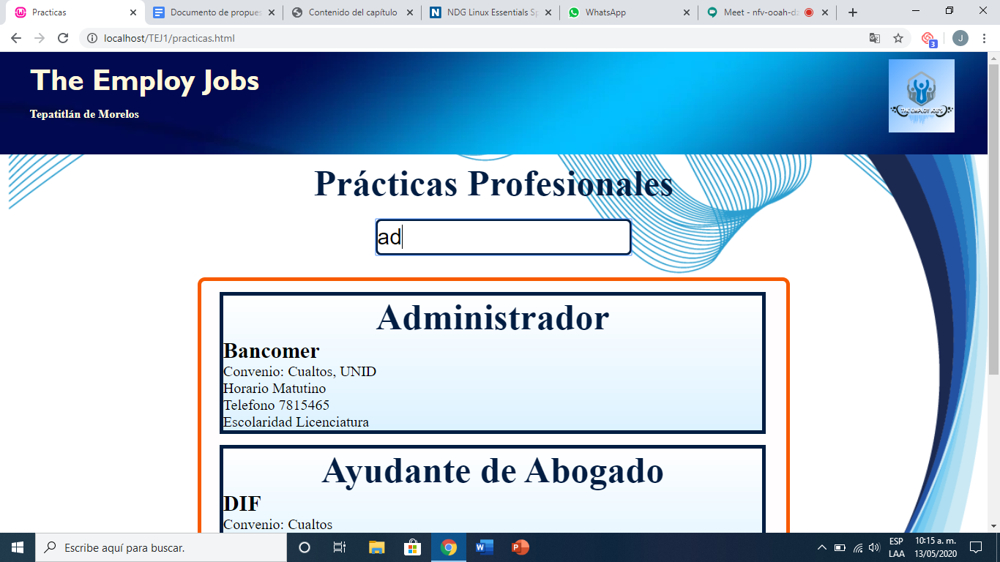 Practicas
Documento de propues
Contenido del capítulo
NDG Linux Essentials Sp
WhatsApp
Meet - nfv-ooah-dz
localhost/TEJ1/practicas.html
3
J
The Employ Jobs
Tepatitlán de Morelos
THE EMPLOY JOBS
Prácticas Profesionales
ad
Administrador
Bancomer
Convenio: Cualtos, UNID
Horario Matutino
Telefono 7815465
Escolaridad Licenciatura
Ayudante de Abogado
DIF
Convenio: Cualtos
Escribe aquí para buscar.
ESP
LAA
10:15 a. m.
13/05/2020